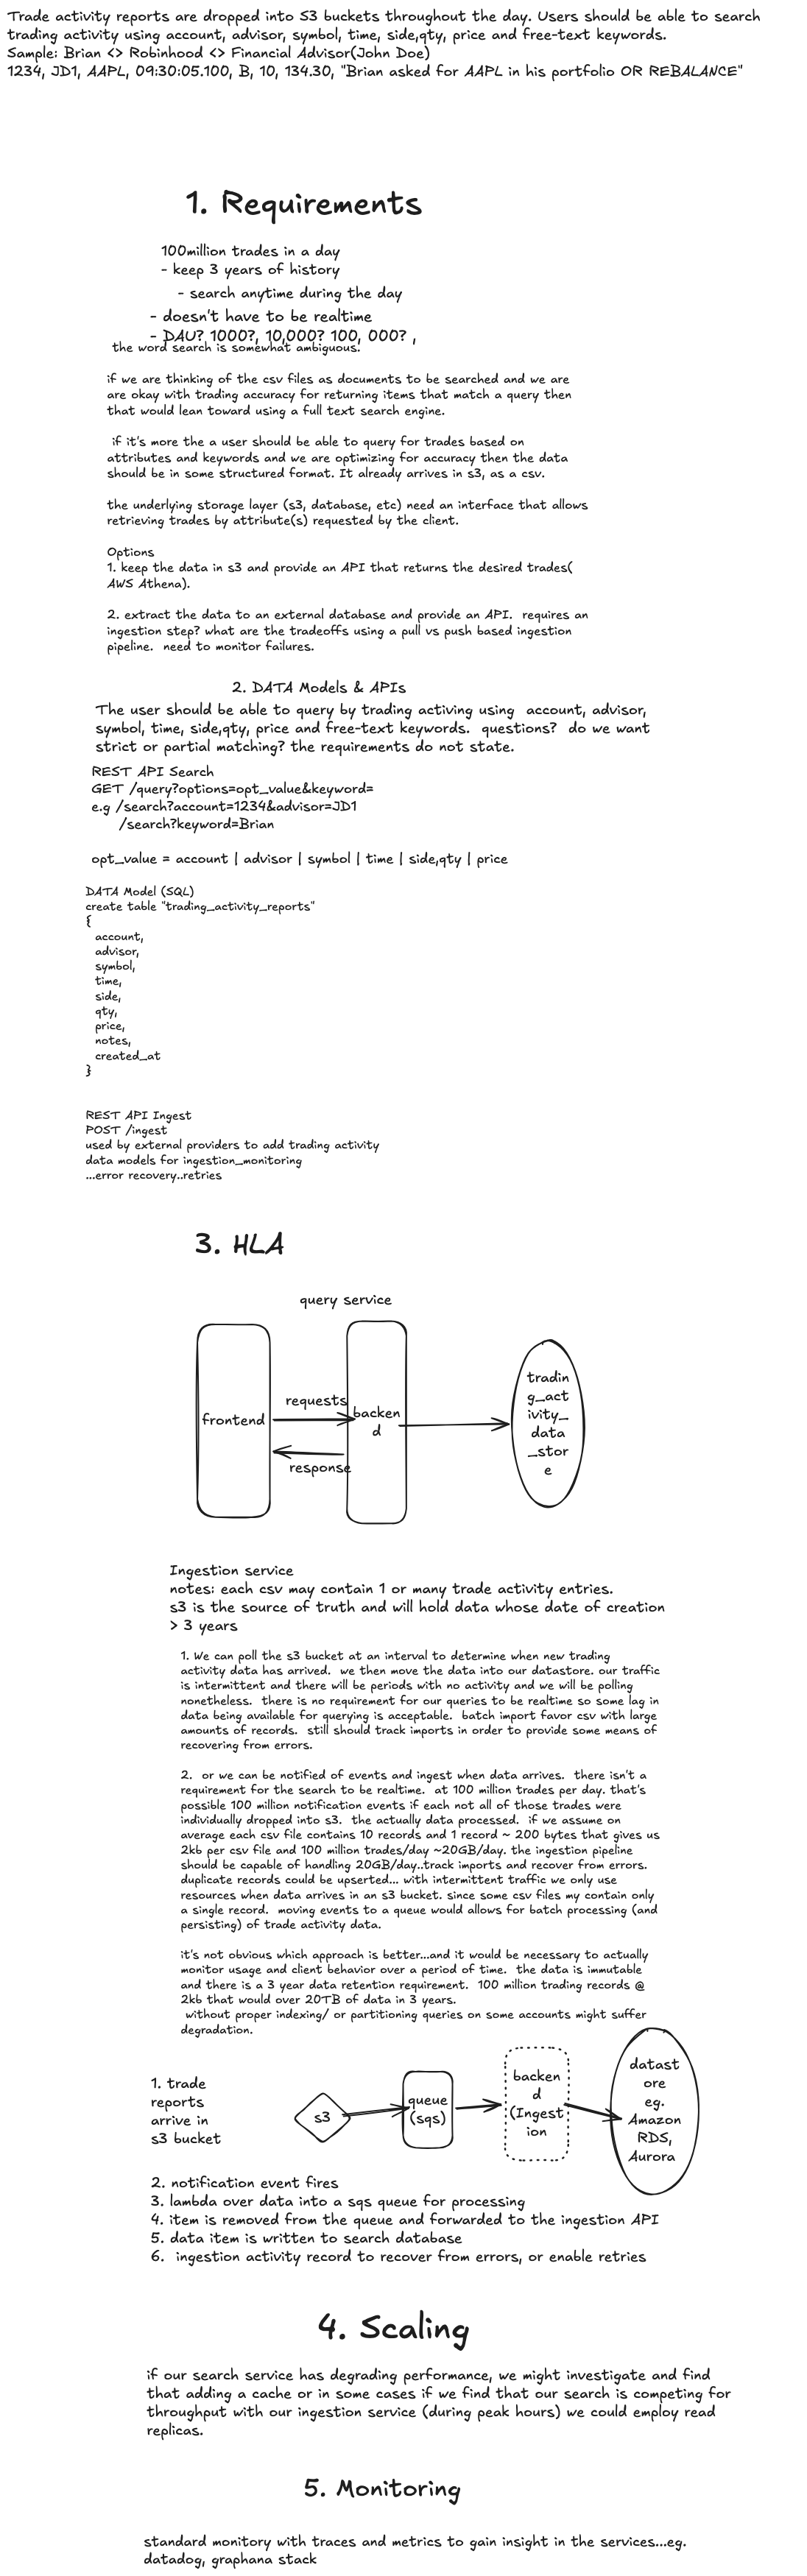 Trade activity reports are dropped into S3 buckets throughout the day. Users should be able to search
trading activity using account, advisor, symbol, time, side,qty, price and free-text keywords.
Sample: Brian <> Robinhood <> Financial Advisor(John Doe)
1234, JD1, AAPL, 09:30:05.100, B, 10, 134.30, "Brian asked for AAPL in his portfolio OR REBALANCE"
1. Requirements
100million trades in a day
- keep 3 years of history
- search anytime during the day
- doesn't have to be realtime
- DAU? 1000?, 10,000? 100, 000? ,
the word search is somewhat ambiguous.
if we are thinking of the csv files as documents to be searched and we are
are okay with trading accuracy for returning items that match a query then
that would lean toward using a full text search engine.
if it's more the a user should be able to query for trades based on
attributes and keywords and we are optimizing for accuracy then the data
should be in some structured format. It already arrives in s3, as a csv.
the underlying storage layer (s3, database, etc) need an interface that allows
retrieving trades by attribute(s) requested by the client.
Options
1. keep the data in s3 and provide an API that returns the desired trades(
AWS Athena).
2. extract the data to an external database and provide an API. requires an
ingestion step? what are the tradeoffs using a pull vs push based ingestion
pipeline. need to monitor failures.
2. DATA Models & APIs
The user should be able to query by trading activing using account, advisor,
symbol, time, side,qty, price and free-text keywords. questions? do we want
strict or partial matching? the requirements do not state.
REST API Search
GET /query?options=opt_value&keyword=
e.g /search?account=1234&advisor=JD1
/search?keyword=Brian
opt_value = account | advisor | symbol | time | side,qty | price
DATA Model (SQL)
create table "trading_activity_reports"
{
account,
advisor,
symbol,
time,
side,
qty,
price,
notes,
created_at
}
REST API Ingest
POST /ingest
used by external providers to add trading activity
data models for ingestion_monitoring
...error recovery..retries
3. HLA
query service
frontend
requests
response
backen
d
tradin
g_act
ivity_
data
_stor
e
Ingestion service
notes: each csv may contain 1 or many trade activity entries.
s3 is the source of truth and will hold data whose date of creation
> 3 years
1. We can poll the s3 bucket at an interval to determine when new trading
activity data has arrived. we then move the data into our datastore. our traffic
is intermittent and there will be periods with no activity and we will be polling
nonetheless. there is no requirement for our queries to be realtime so some lag in
data being available for querying is acceptable. batch import favor csv with large
amounts of records. still should track imports in order to provide some means of
recovering from errors.
2. or we can be notified of events and ingest when data arrives. there isn't a
requirement for the search to be realtime. at 100 million trades per day. that's
possible 100 million notification events if each not all of those trades were
individually dropped into s3. the actually data processed. if we assume on
average each csv file contains 10 records and 1 record ~ 200 bytes that gives us
2kb per csv file and 100 million trades/day ~20GB/day. the ingestion pipeline
should be capable of handling 20GB/day..track imports and recover from errors.
duplicate records could be upserted... with intermittent traffic we only use
resources when data arrives in an s3 bucket. since some csv files my contain only
a single record. moving events to a queue would allows for batch processing (and
persisting) of trade activity data.
it's not obvious which approach is better...and it would be necessary to actually
monitor usage and client behavior over a period of time. the data is immutable
and there is a 3 year data retention requirement. 100 million trading records @
2kb that would over 20TB of data in 3 years.
without proper indexing/ or partitioning queries on some accounts might suffer
degradation.
1. trade
reports
arrive in
s3 bucket
s3
queue
(sqs)
backen
d
(Ingest
ion
datast
ore
eg.
Amazon
RDS,
Aurora
2. notification event fires
3. lambda over data into a sqs queue for processing
4. item is removed from the queue and forwarded to the ingestion API
5. data item is written to search database
6. ingestion activity record to recover from errors, or enable retries
4. Scaling
if our search service has degrading performance, we might investigate and find
that adding a cache or in some cases if we find that our search is competing for
throughput with our ingestion service (during peak hours) we could employ read
replicas.
5. Monitoring
standard monitory with traces and metrics to gain insight in the services...eg.
datadog, graphana stack